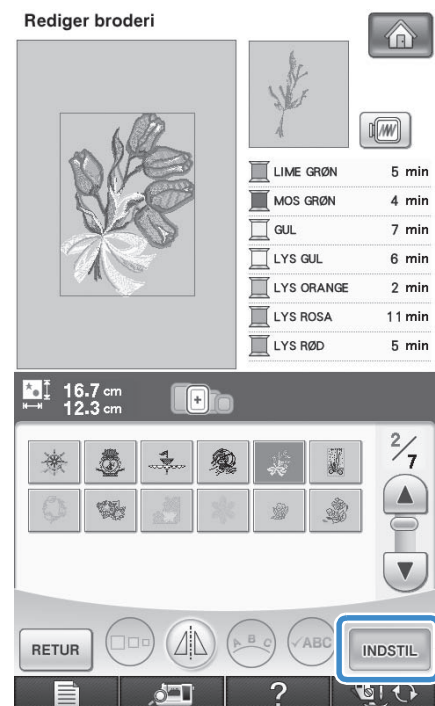 Rediger broderi
LIME GRØN 5 min
MOS GRØN 4 min
GUL 7 min
LYS GUL 6 min
LYS ORANGE 2 min
LYS ROSA 11 min
LYS RØD 5 min
16.7 cm
12.3 cm
2/7
RETUR
A B C
✓ABC
INDSTIL
?